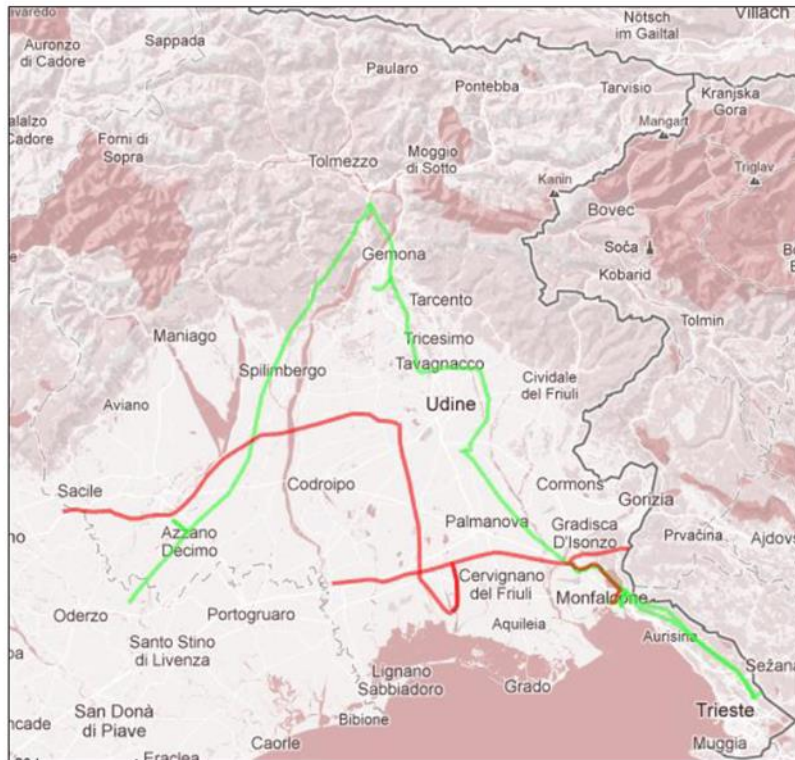 Nötsch
im Gailtal
Villach
Auronzo
di Cadore
Sappada
Paularo
Pontebba
Tarvisio
Kranjska
Gora
Cadore
Forni di
Sopra
Tolmezzo
Moggio
di Sotto
Mangart
Kanin
Triglav
Bovec
Soča
Kobarid
Gemona
Tarcento
Tolmin
Maniago
Tricesimo
Spilimbergo
Tavagnacco
Cividale
del Friuli
Aviano
Udine
Sacile
Codroipo
Cormons
Gorizia
Azzano
Decimo
Palmanova
Gradisca
D'Isonzo
Prvačina
Ajdovs
Oderzo
Portogruaro
Cervignano
del Friuli
Monfalcone
Santo Stino
di Livenza
Aquileia
Aurisina
Sežana
Lignano
Sabbiadoro
Grado
San Donà
di Piave
Bibione
Trieste
Caorle
Muggia
Eraclea